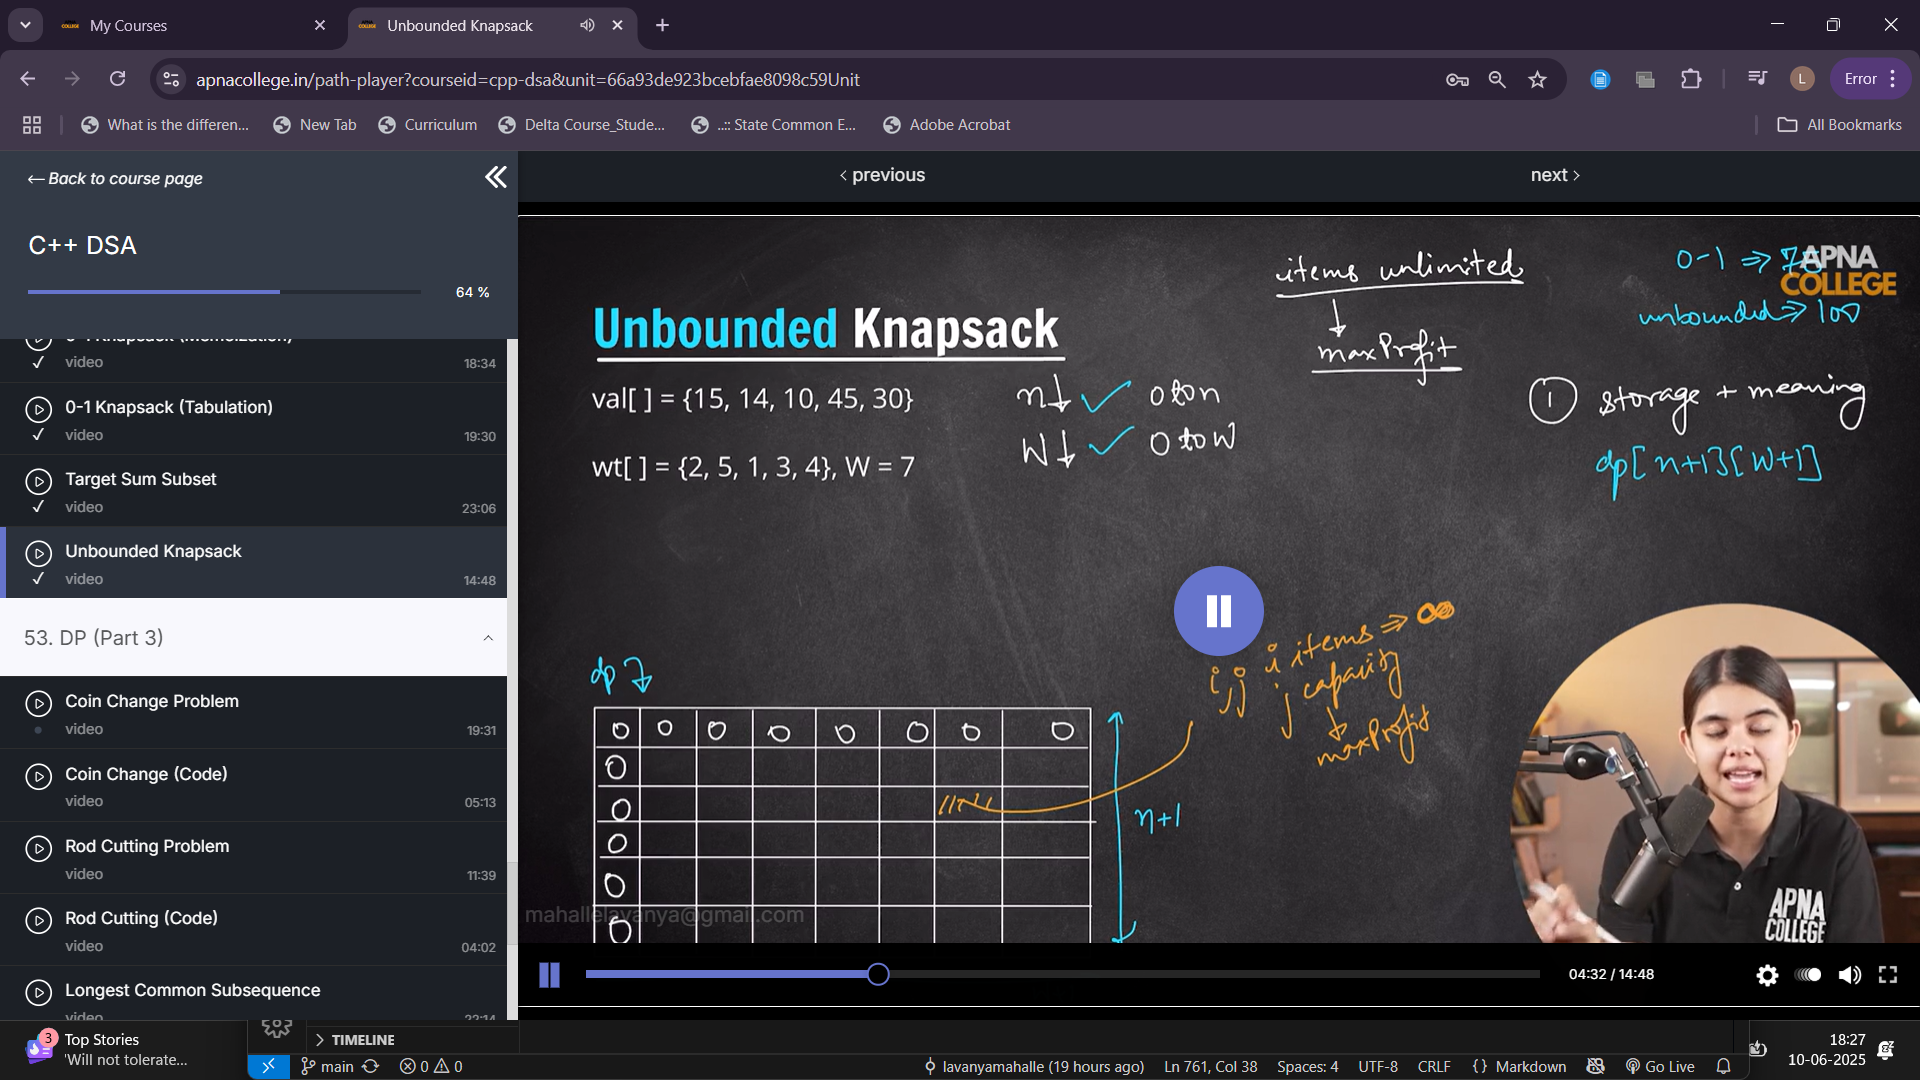 My Courses
Unbounded Knapsack
apnacollege.in/path-player?courseid=cpp-dsa&unit=66a93de923bcebfae8098c59Unit
L
Error
What is the differen...
New Tab
Curriculum
Delta Course_Stude...
..:: State Common E...
Adobe Acrobat
All Bookmarks
← Back to course page
‹ previous
next ›
C++ DSA
64 %
0-1 Knapsack (Memoization)
video 18:34
0-1 Knapsack (Tabulation)
video 19:30
Target Sum Subset
video 23:06
Unbounded Knapsack
video 14:48
53. DP (Part 3)
Coin Change Problem
video 19:31
Coin Change (Code)
video 05:13
Rod Cutting Problem
video 11:39
Rod Cutting (Code)
video 04:02
Longest Common Subsequence
video 22:14
items unlimited
↓
maxProfit
0-1 ⇒
unbounded ⇒ 100
APNA
COLLEGE
Unbounded Knapsack
val[ ] = {15, 14, 10, 45, 30}
wt[ ] = {2, 5, 1, 3, 4}, W = 7
n↓ ✓ 0 to n
W↓ ✓ 0 to W
① storage + meaning
dp[n+1][W+1]
i,j
i items ⇒ ∞
j capacity
↓
maxProfit
dp
0 0 0 0 0 0 0 0
0
0
0
0
0
n+1
mahallelavanya@gmail.com
APNA
COLLEGE
04:32 / 14:48
3
Top Stories
'Will not tolerate...
TIMELINE
main
0 0
lavanyamahalle (19 hours ago)
Ln 761, Col 38
Spaces: 4
UTF-8
CRLF
{} Markdown
Go Live
18:27
10-06-2025